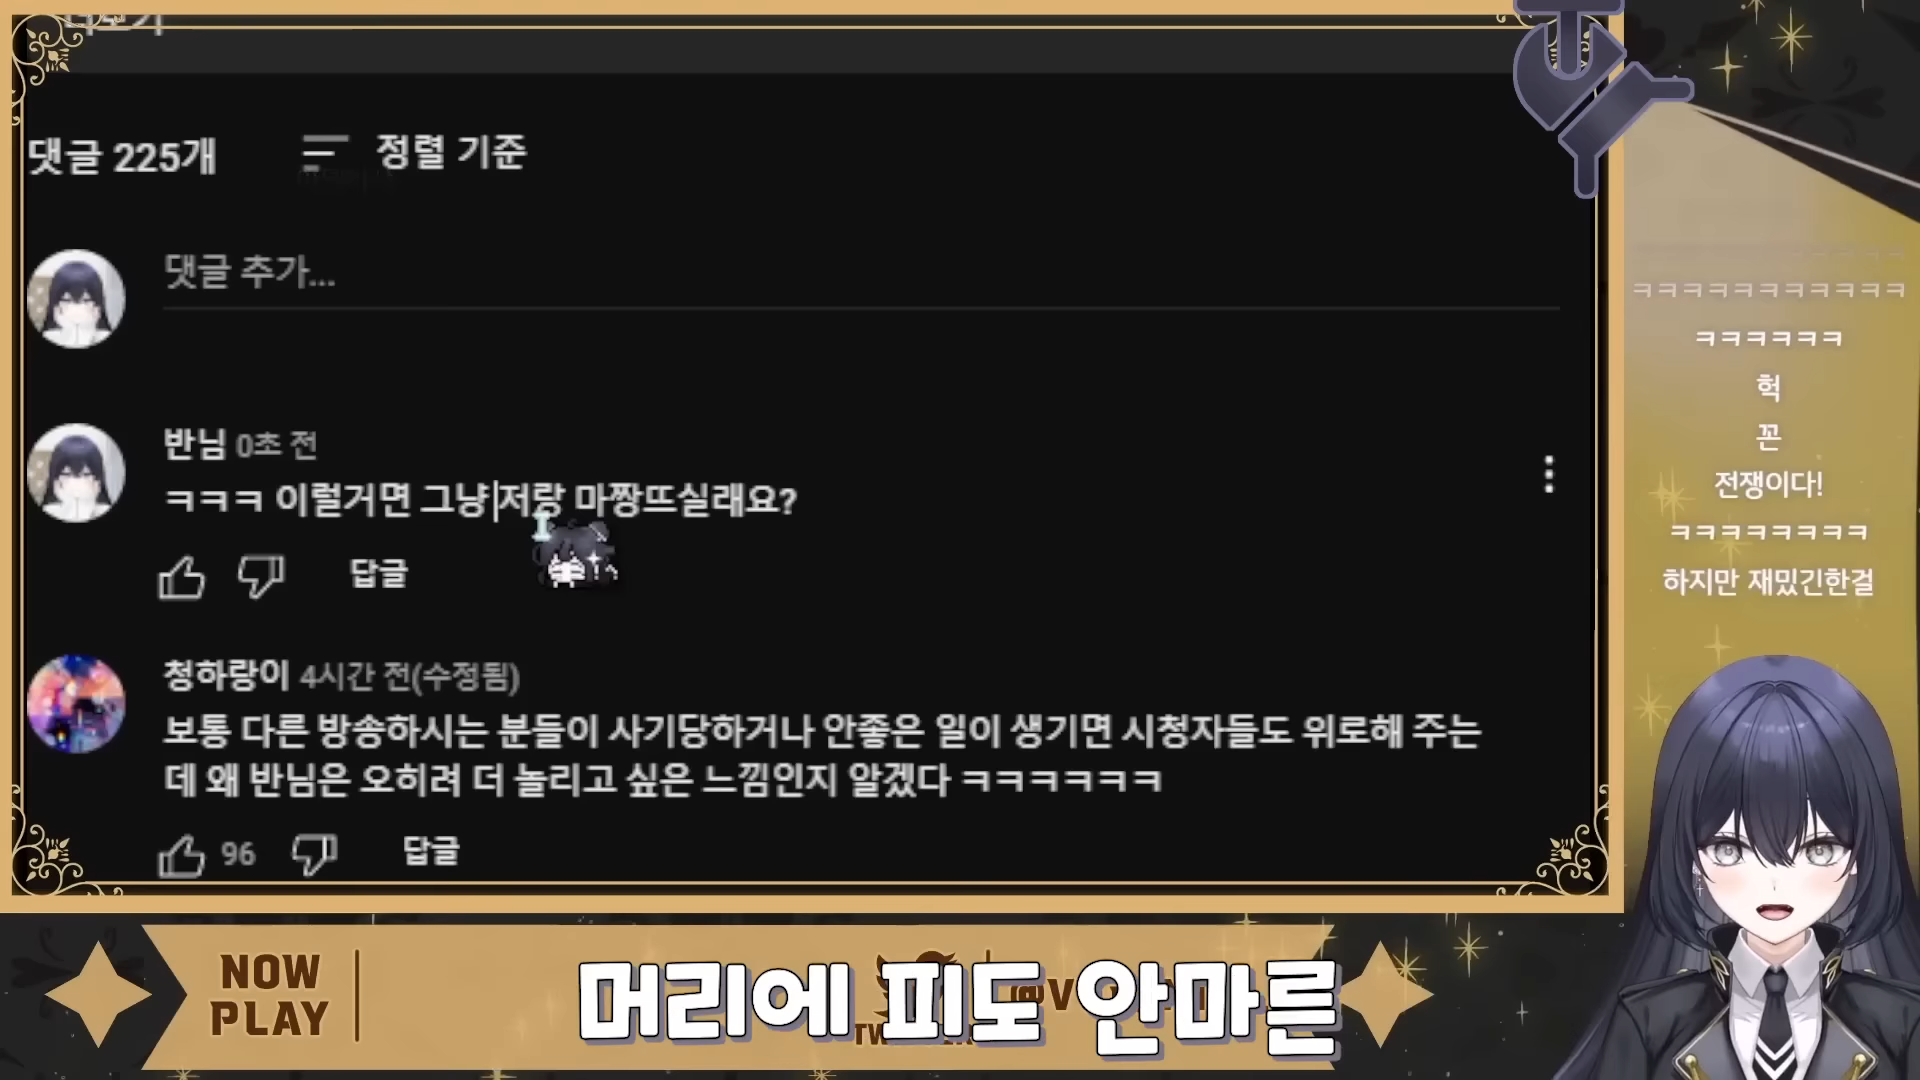 댓글 225개
정렬 기준
댓글 추가...
반님 0초 전
ㅋㅋㅋ 이럴거면 그냥 저랑 마짱뜨실래요?
답글
청하랑이 4시간 전(수정됨)
보통 다른 방송하시는 분들이 사기당하거나 안좋은 일이 생기면 시청자들도 위로해 주는
데 왜 반님은 오히려 더 놀리고 싶은 느낌인지 알겠다 ㅋㅋㅋㅋㅋㅋ
96
답글
ㅋㅋㅋㅋㅋㅋㅋㅋㅋㅋㅋ
ㅋㅋㅋㅋㅋㅋ
헉
꼰
전쟁이다!
ㅋㅋㅋㅋㅋㅋㅋㅋ
하지만 재밌긴한걸
NOW
PLAY
머리에 피도 안마른